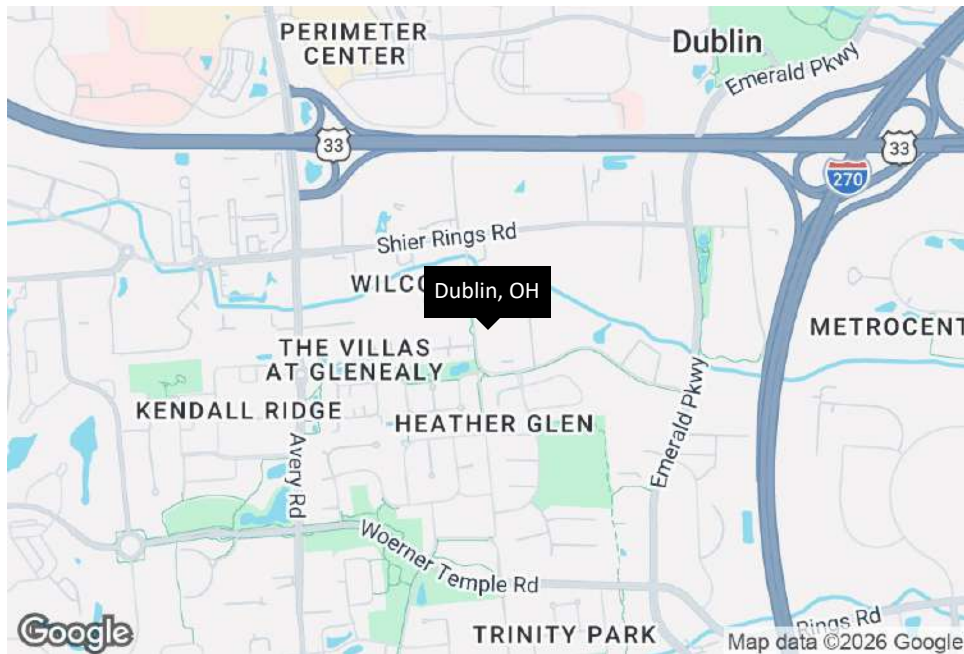 PERIMETER
CENTER
Dublin
Emerald Pkwy
33
33
270
Shier Rings Rd
WILCO
Dublin, OH
METROCENT
THE VILLAS
AT GLENEALY
KENDALL RIDGE
HEATHER GLEN
Emerald Pkwy
Avery Rd
Woerner Temple Rd
Rings Rd
TRINITY PARK
Google
Map data ©2026 Google